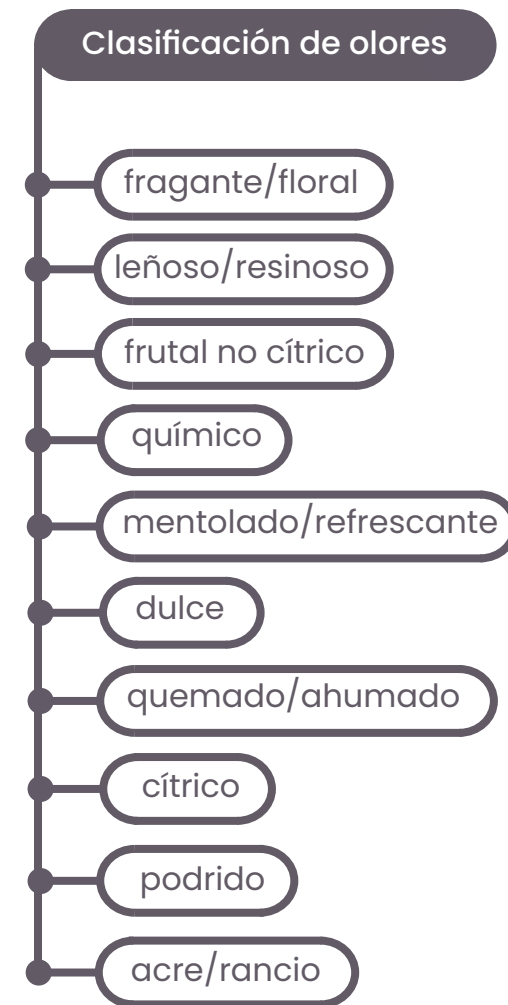 Clasificación de olores
fragante/floral
leñoso/resinoso
frutal no cítrico
químico
mentolado/refrescante
dulce
quemado/ahumado
cítrico
podrido
acre/rancio